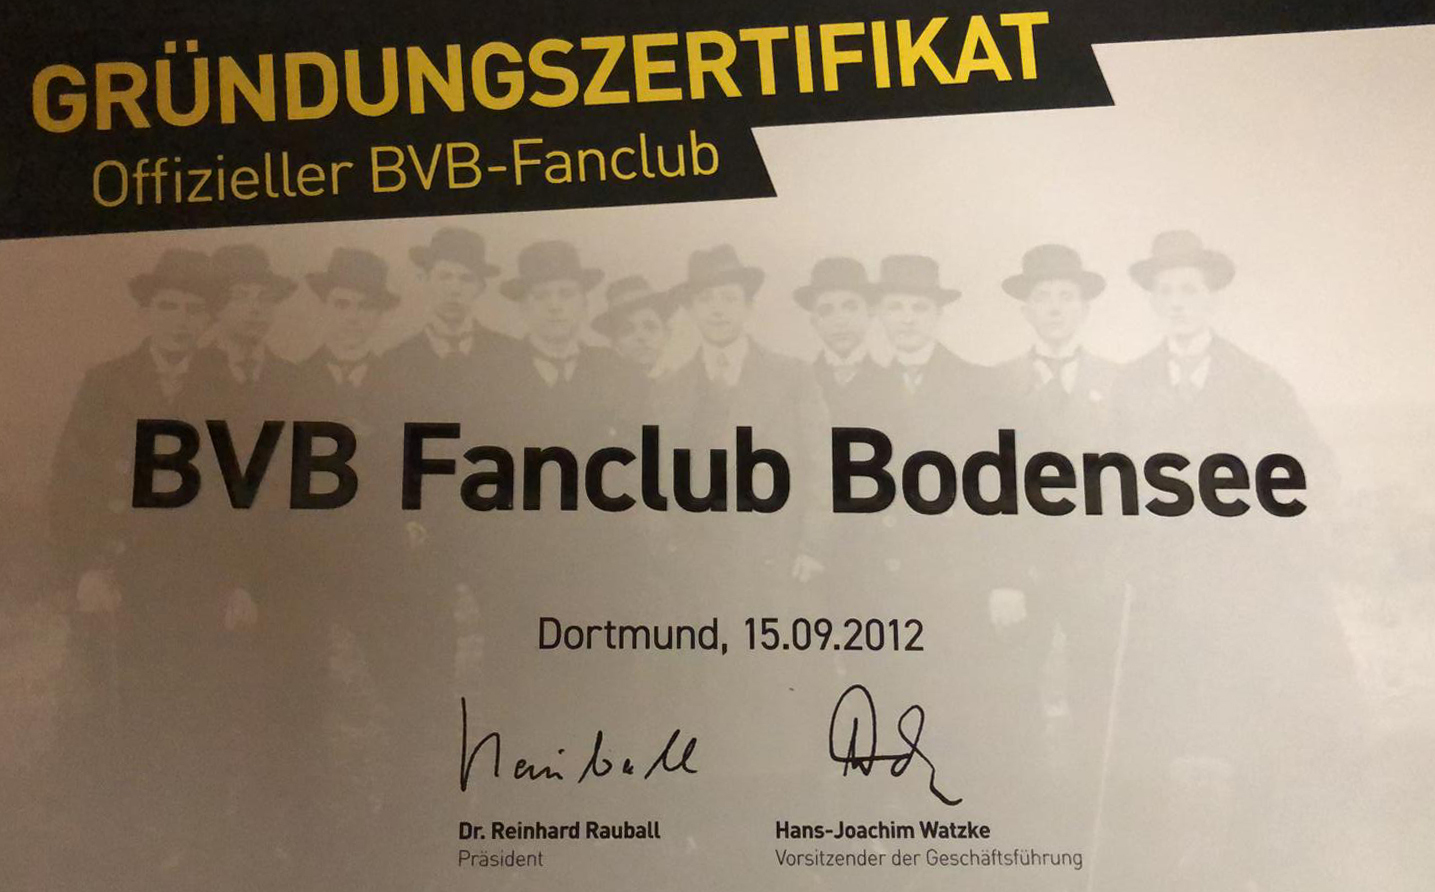 GRÜNDUNGSZERTIFIKAT
Offizieller BVB-Fanclub
BVB Fanclub Bodensee
Dortmund, 15.09.2012
Dr. Reinhard Rauball
Präsident
Hans-Joachim Watzke
Vorsitzender der Geschäftsführung